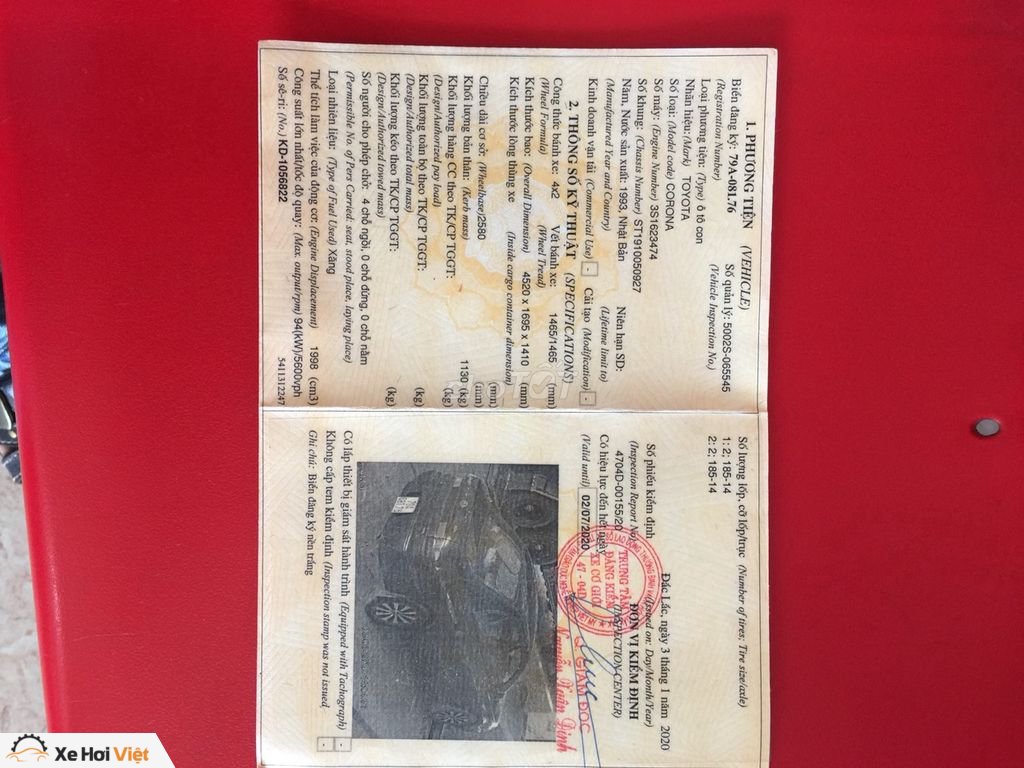 1. PHƯƠNG TIỆN (VEHICLE)
Biển đăng ký: 79A-081.76 Số quản lý: 5002S-065545
(Registration Number) (Vehicle Inspection No.)
Loại phương tiện: (Type) ô tô con
Nhãn hiệu: (Mark) TOYOTA
Số loại: (Model code) CORONA
Số máy: (Engine Number) 3S1623474
Số khung: (Chassis Number) ST1910050927
Năm, Nước sản xuất: 1993, Nhật Bản Niên hạn SD:
(Manufactured Year and Country) (Lifetime limit to)
Kinh doanh vận tải (Commercial Use) - Cải tạo (Modification) -
2. THÔNG SỐ KỸ THUẬT (SPECIFICATIONS)
Công thức bánh xe: 4x2 Vết bánh xe: 1465/1465 (mm)
(Wheel Formula) (Wheel Tread)
Kích thước bao: (Overall Dimension) 4520 x 1695 x 1410 (mm)
Kích thước lòng thùng xe (Inside cargo container dimension)
(mm)
Chiều dài cơ sở: (Wheelbase)2580 (mm)
Khối lượng bản thân: (Kerb mass) 1130 (kg)
Khối lượng hàng CC theo TK/CP TGGT: (kg)
(Design/Authorized pay load)
Khối lượng toàn bộ theo TK/CP TGGT: (kg)
(Design/Authorized total mass)
Khối lượng kéo theo TK/CP TGGT: (kg)
(Design/Authorized towed mass)
Số người cho phép chở: 4 chỗ ngồi, 0 chỗ đứng, 0 chỗ nằm
(Permissible No. of Pers Carried: seat, stood place, laying place)
Loại nhiên liệu: (Type of Fuel Used) Xăng
Thể tích làm việc của động cơ: (Engine Displacement) 1998 (cm3)
Công suất lớn nhất/tốc độ quay: (Max. output/rpm) 94(kW)/5600vph
Số sê-ri: (No.) KD-1056822 5411312247
Số lượng lốp, cỡ lốp/trục (Number of tires; Tire size/axle)
1: 2; 185-14
2: 2; 185-14
Đắc Lắc, ngày 3 tháng 1 năm 2020
Số phiếu kiểm định (Issued on: Day/Month/Year)
(Inspection Report No) ĐƠN VỊ KIỂM ĐỊNH
4704D-00155/20 (INSPECTION CENTER)
Có hiệu lực đến hết ngày
(Valid until) 02/07/2020
TRUNG TÂM
ĐĂNG KIỂM
XE CƠ GIỚI
47 - 04D
GIÁM ĐỐC
Nguyễn Xuân Định
Có lắp thiết bị giám sát hành trình (Equipped with Tachograph) -
Không cấp tem kiểm định (Inspection stamp was not issued) -
Ghi chú: Biển đăng ký nền trắng
Xe Hơi Việt